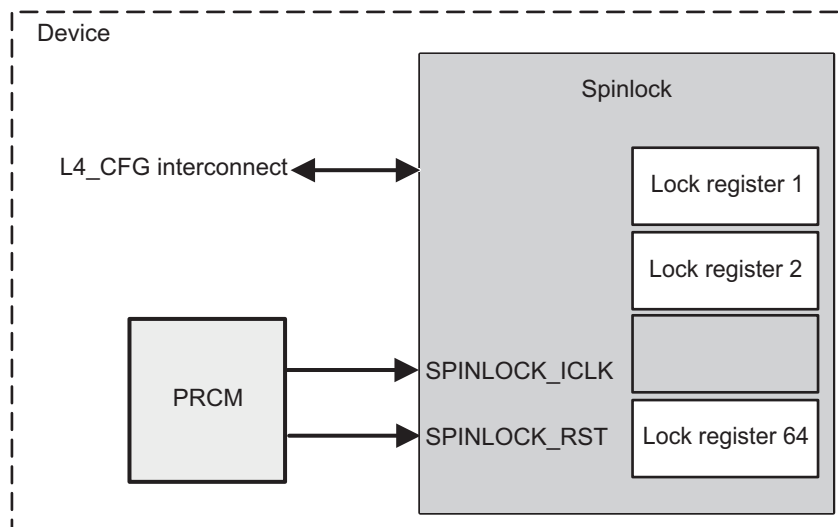 Device
Spinlock
L4_CFG interconnect
Lock register 1
Lock register 2
SPINLOCK_ICLK
PRCM
SPINLOCK_RST
Lock register 64